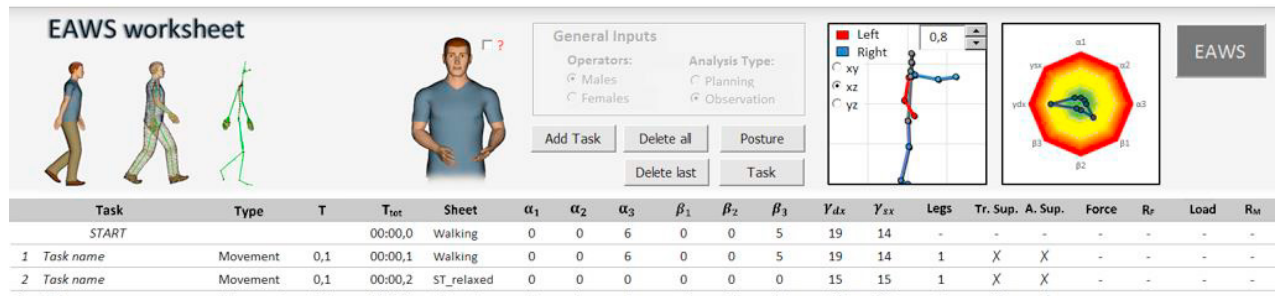 EAWS worksheet
?
General Inputs
Operators: Analysis Type:
Males Planning
Females Observation
Add Task Delete all Posture
Delete last Task
Left 0,8
Right
xy
xz
yz
α1
α2
α3
β1
β2
β3
γdx
γsx
EAWS
Task Type T Ttot Sheet α1 α2 α3 β1 β2 β3 γdx γsx Legs Tr. Sup. A. Sup. Force RF Load RM
START 00:00,0 Walking 0 0 6 0 0 5 19 14 - - - - - - -
1 Task name Movement 0,1 00:00,1 Walking 0 0 6 0 0 5 19 14 1 X X - - - -
2 Task name Movement 0,1 00:00,2 ST_relaxed 0 0 0 0 0 0 15 15 1 X X - - - -